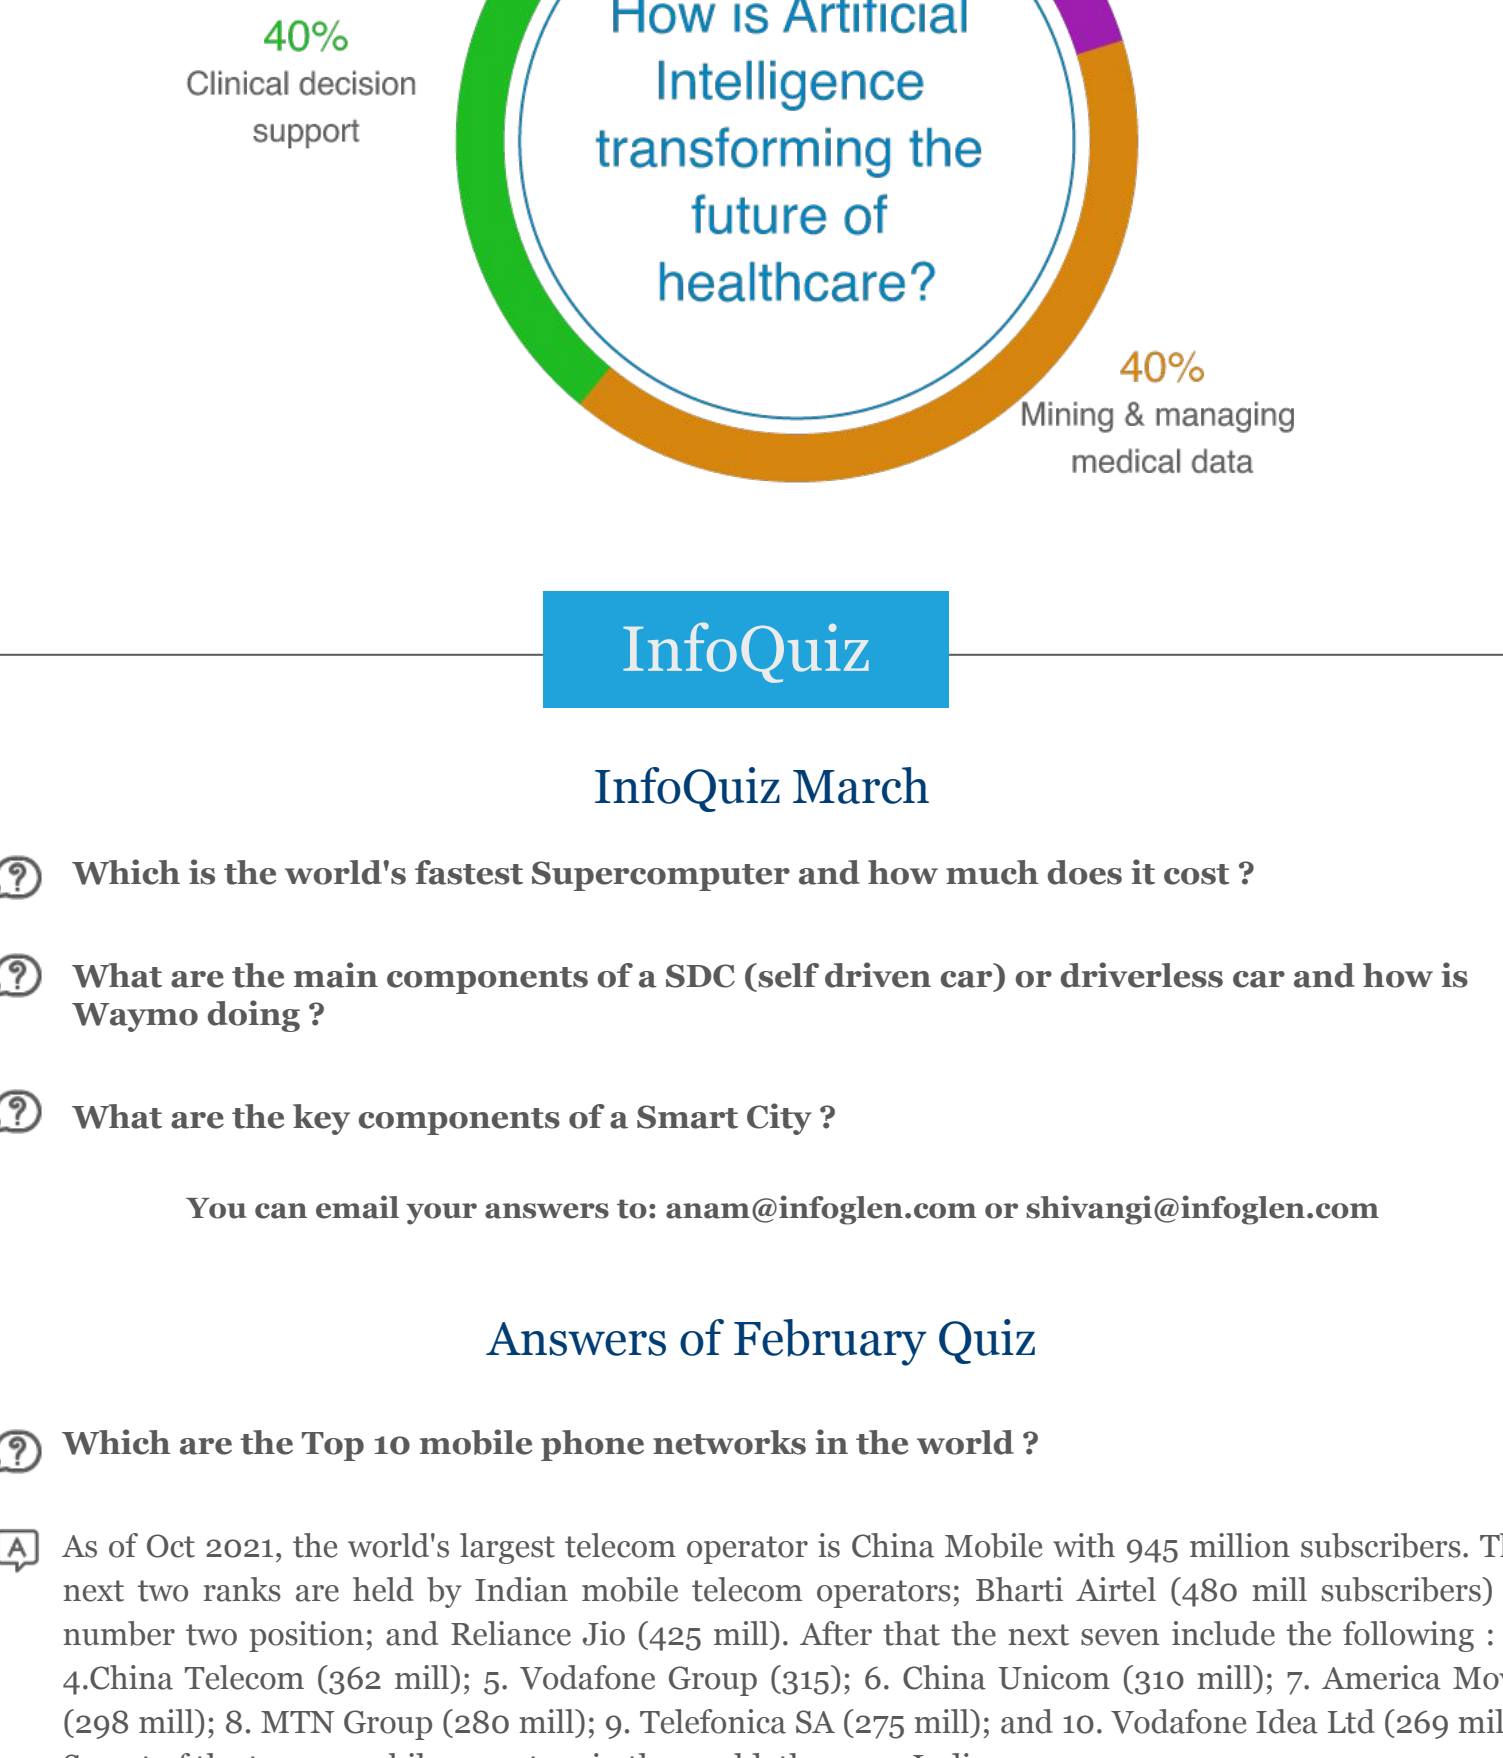 How is Artificial
Intelligence
transforming the
future of
healthcare?
40%
Clinical decision
support
40%
Mining & managing
medical data
InfoQuiz
InfoQuiz March
Which is the world's fastest Supercomputer and how much does it cost ?
What are the main components of a SDC (self driven car) or driverless car and how is
Waymo doing ?
What are the key components of a Smart City ?
You can email your answers to: anam@infoglen.com or shivangi@infoglen.com
Answers of February Quiz
Which are the Top 10 mobile phone networks in the world ?
A
As of Oct 2021, the world's largest telecom operator is China Mobile with 945 million subscribers.
next two ranks are held by Indian mobile telecom operators; Bharti Airtel (480 mill subscribers)
number two position; and Reliance Jio (425 mill). After that the next seven include the following :
4.China Telecom (362 mill); 5. Vodafone Group (315); 6. China Unicom (310 mill); 7. America
(298 mill); 8. MTN Group (280 mill); 9. Telefonica SA (275 mill); and 10. Vodafone Idea Ltd (269